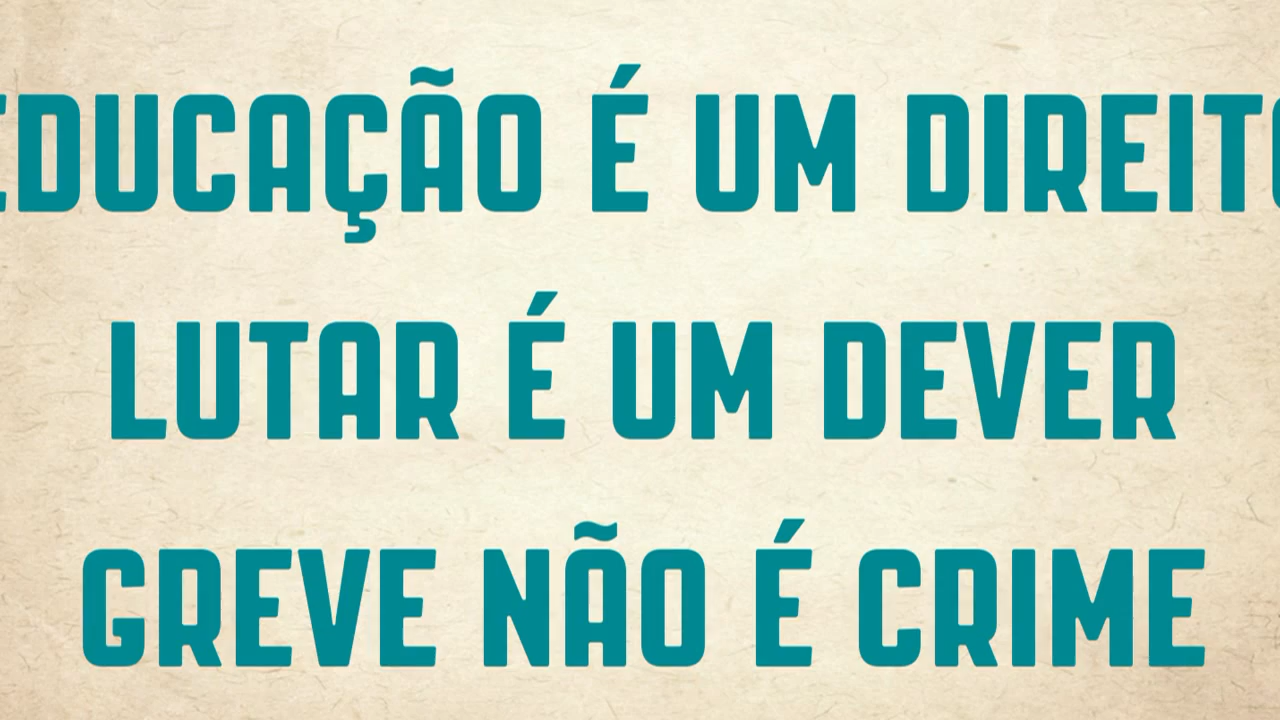 EDUCAÇÃO É UM DIREITO
LUTAR É UM DEVER
GREVE NÃO É CRIME